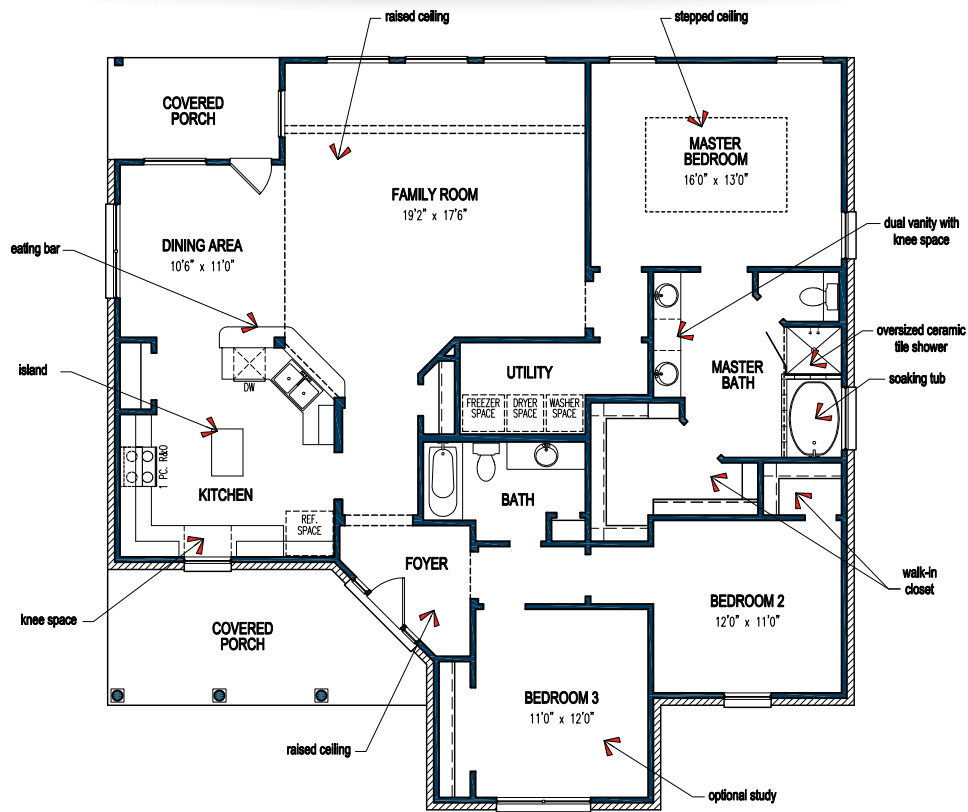 raised ceiling
stepped ceiling
COVERED
PORCH
MASTER
BEDROOM
16'0" x 13'0"
FAMILY ROOM
19'2" x 17'6"
dual vanity with
knee space
eating bar
DINING AREA
10'6" x 11'0"
oversized ceramic
tile shower
island
DW
UTILITY
MASTER
BATH
soaking tub
FREEZER
SPACE
DRYER
SPACE
WASHER
SPACE
1 PC. R&O
KITCHEN
BATH
REF.
SPACE
FOYER
walk-in
closet
knee space
COVERED
PORCH
BEDROOM 2
12'0" x 11'0"
BEDROOM 3
11'0" x 12'0"
raised ceiling
optional study